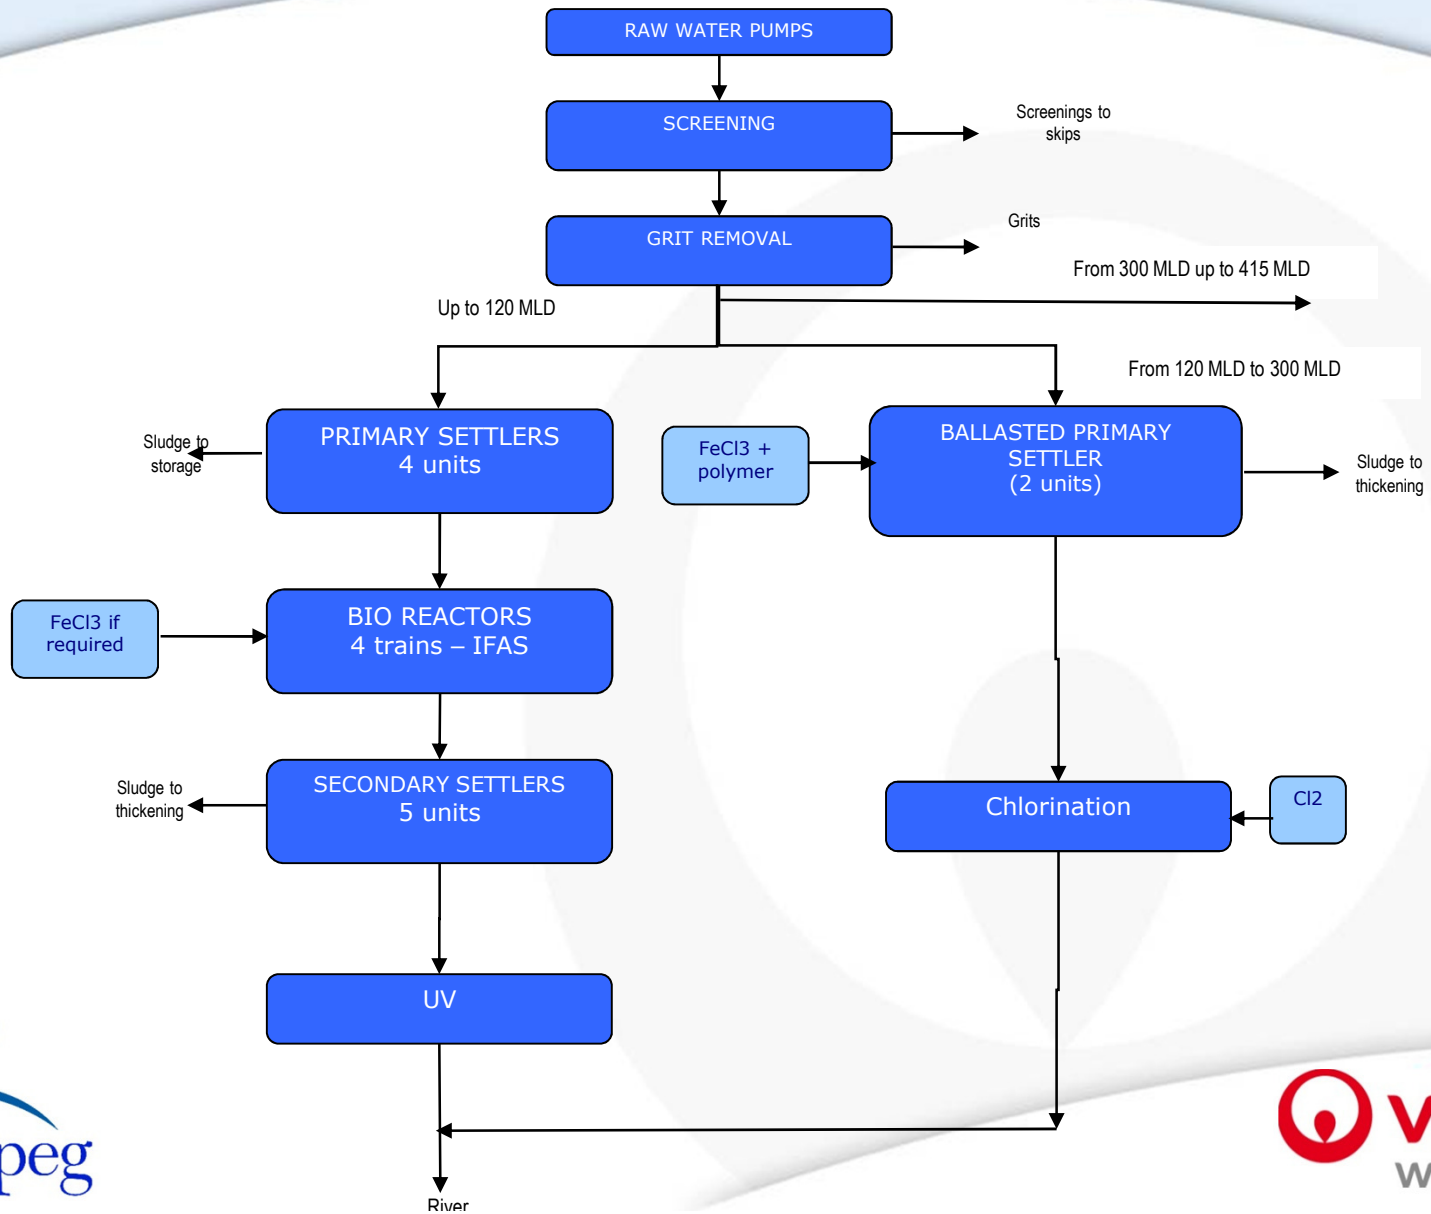 RAW WATER PUMPS
SCREENING
Screenings to
skips
GRIT REMOVAL
Grits
From 300 MLD up to 415 MLD
Up to 120 MLD
From 120 MLD to 300 MLD
PRIMARY SETTLERS
4 units
Sludge to
storage
FeCl3 +
polymer
BALLASTED PRIMARY
SETTLER
(2 units)
Sludge to
thickening
FeCl3 if
required
BIO REACTORS
4 trains – IFAS
SECONDARY SETTLERS
5 units
Sludge to
thickening
Chlorination
Cl2
UV
River
peg